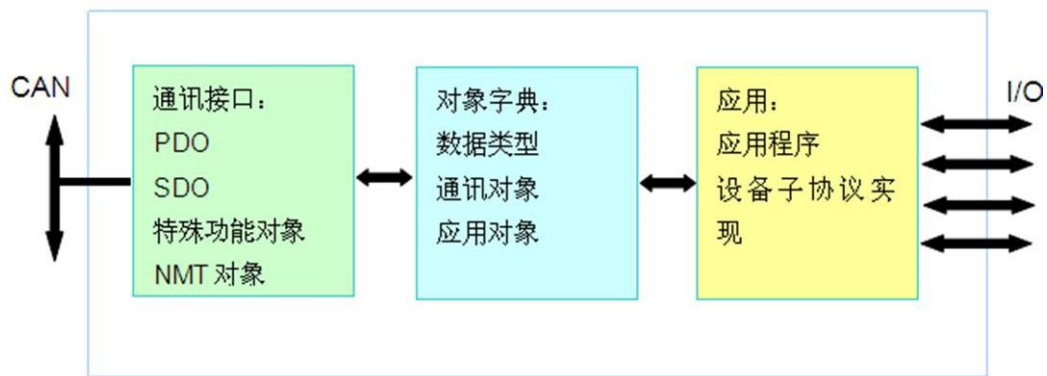 CAN
通讯接口：
PDO
SDO
特殊功能对象
NMT 对象
对象字典：
数据类型
通讯对象
应用对象
应用：
应用程序
设备子协议实
现
I/O